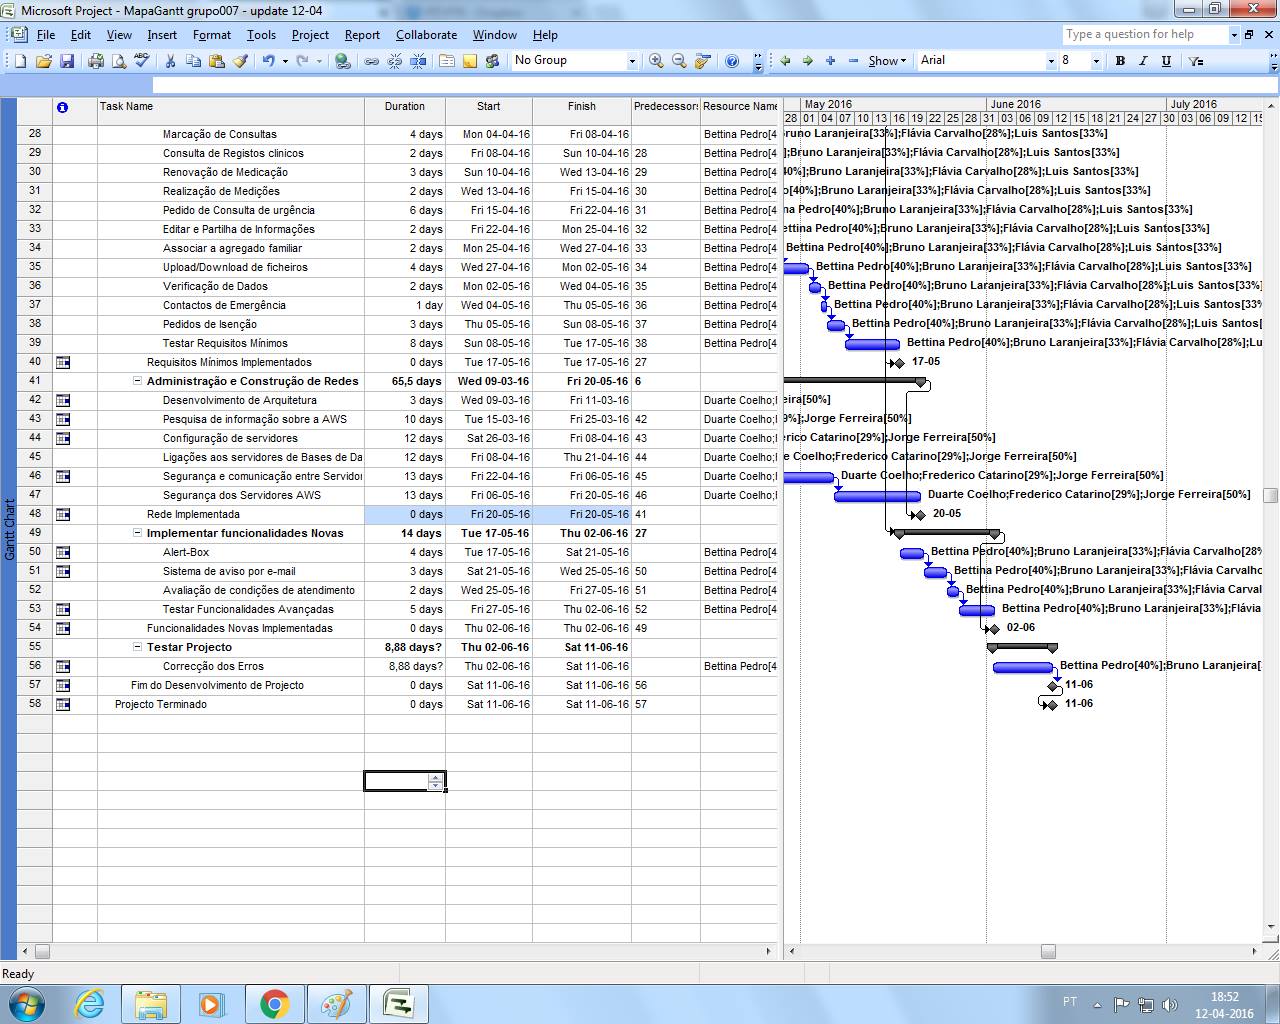 Microsoft Project - MapaGantt grupo007 - update 12-04
File Edit View Insert Format Tools Project Report Collaborate Window Help Type a question for help
No Group Show Arial 8 B I U
Task Name Duration Start Finish Predecessors Resource Name May 2016 June 2016 July 2016
28 01 04 07 10 13 16 19 22 25 28 31 03 06 09 12 15 18 21 24 27 30 03 06 09 12 15
28 Marcação de Consultas 4 days Mon 04-04-16 Fri 08-04-16 Bettina Pedro[4 runo Laranjeira[33%];Flávia Carvalho[28%];Luis Santos[33%]
29 Consulta de Registos clinicos 2 days Fri 08-04-16 Sun 10-04-16 28 Bettina Pedro[4 ];Bruno Laranjeira[33%];Flávia Carvalho[28%];Luis Santos[33%]
30 Renovação de Medicação 3 days Sun 10-04-16 Wed 13-04-16 29 Bettina Pedro[4 40%];Bruno Laranjeira[33%];Flávia Carvalho[28%];Luis Santos[33%]
31 Realização de Medições 2 days Wed 13-04-16 Fri 15-04-16 30 Bettina Pedro[4 o[40%];Bruno Laranjeira[33%];Flávia Carvalho[28%];Luis Santos[33%]
32 Pedido de Consulta de urgência 6 days Fri 15-04-16 Fri 22-04-16 31 Bettina Pedro[4 na Pedro[40%];Bruno Laranjeira[33%];Flávia Carvalho[28%];Luis Santos[33%]
33 Editar e Partilha de Informações 2 days Fri 22-04-16 Mon 25-04-16 32 Bettina Pedro[4 ettina Pedro[40%];Bruno Laranjeira[33%];Flávia Carvalho[28%];Luis Santos[33%]
34 Associar a agregado familiar 2 days Mon 25-04-16 Wed 27-04-16 33 Bettina Pedro[4 Bettina Pedro[40%];Bruno Laranjeira[33%];Flávia Carvalho[28%];Luis Santos[33%]
35 Upload/Download de ficheiros 4 days Wed 27-04-16 Mon 02-05-16 34 Bettina Pedro[4 Bettina Pedro[40%];Bruno Laranjeira[33%];Flávia Carvalho[28%];Luis Santos[33%]
36 Verificação de Dados 2 days Mon 02-05-16 Wed 04-05-16 35 Bettina Pedro[4 Bettina Pedro[40%];Bruno Laranjeira[33%];Flávia Carvalho[28%];Luis Santos[33%
37 Contactos de Emergência 1 day Wed 04-05-16 Thu 05-05-16 36 Bettina Pedro[4 Bettina Pedro[40%];Bruno Laranjeira[33%];Flávia Carvalho[28%];Luis Santos[33%
38 Pedidos de Isenção 3 days Thu 05-05-16 Sun 08-05-16 37 Bettina Pedro[4 Bettina Pedro[40%];Bruno Laranjeira[33%];Flávia Carvalho[28%];Luis Santos[
39 Testar Requisitos Mínimos 8 days Sun 08-05-16 Tue 17-05-16 38 Bettina Pedro[4 Bettina Pedro[40%];Bruno Laranjeira[33%];Flávia Carvalho[28%];Lu
40 Requisitos Mínimos Implementados 0 days Tue 17-05-16 Tue 17-05-16 27 17-05
41 Administração e Construção de Redes 65,5 days Wed 09-03-16 Fri 20-05-16 6
42 Desenvolvimento de Arquitetura 3 days Wed 09-03-16 Fri 11-03-16 Duarte Coelho;F eira[50%]
43 Pesquisa de informação sobre a AWS 10 days Tue 15-03-16 Fri 25-03-16 42 Duarte Coelho;F 29%];Jorge Ferreira[50%]
44 Configuração de servidores 12 days Sat 26-03-16 Fri 08-04-16 43 Duarte Coelho;F erico Catarino[29%];Jorge Ferreira[50%]
45 Ligações aos servidores de Bases de Da 12 days Fri 08-04-16 Thu 21-04-16 44 Duarte Coelho;F e Coelho;Frederico Catarino[29%];Jorge Ferreira[50%]
46 Segurança e comunicação entre Servidor 13 days Fri 22-04-16 Fri 06-05-16 45 Duarte Coelho;F Duarte Coelho;Frederico Catarino[29%];Jorge Ferreira[50%]
47 Segurança dos Servidores AWS 13 days Fri 06-05-16 Fri 20-05-16 46 Duarte Coelho;F Duarte Coelho;Frederico Catarino[29%];Jorge Ferreira[50%]
48 Rede Implementada 0 days Fri 20-05-16 Fri 20-05-16 41 20-05
49 Implementar funcionalidades Novas 14 days Tue 17-05-16 Thu 02-06-16 27
50 Alert-Box 4 days Tue 17-05-16 Sat 21-05-16 Bettina Pedro[4 Bettina Pedro[40%];Bruno Laranjeira[33%];Flávia Carvalho[28%
51 Sistema de aviso por e-mail 3 days Sat 21-05-16 Wed 25-05-16 50 Bettina Pedro[4 Bettina Pedro[40%];Bruno Laranjeira[33%];Flávia Carvalho
52 Avaliação de condições de atendimento 2 days Wed 25-05-16 Fri 27-05-16 51 Bettina Pedro[4 Bettina Pedro[40%];Bruno Laranjeira[33%];Flávia Carval
53 Testar Funcionalidades Avançadas 5 days Fri 27-05-16 Thu 02-06-16 52 Bettina Pedro[4 Bettina Pedro[40%];Bruno Laranjeira[33%];Flávia
54 Funcionalidades Novas Implementadas 0 days Thu 02-06-16 Thu 02-06-16 49 02-06
55 Testar Projecto 8,88 days? Thu 02-06-16 Sat 11-06-16
56 Correcção dos Erros 8,88 days? Thu 02-06-16 Sat 11-06-16 Bettina Pedro[4 Bettina Pedro[40%];Bruno Laranjeira[
57 Fim do Desenvolvimento de Projecto 0 days Sat 11-06-16 Sat 11-06-16 56 11-06
58 Projecto Terminado 0 days Sat 11-06-16 Sat 11-06-16 57 11-06
Gantt Chart
Ready
PT 18:52
12-04-2016